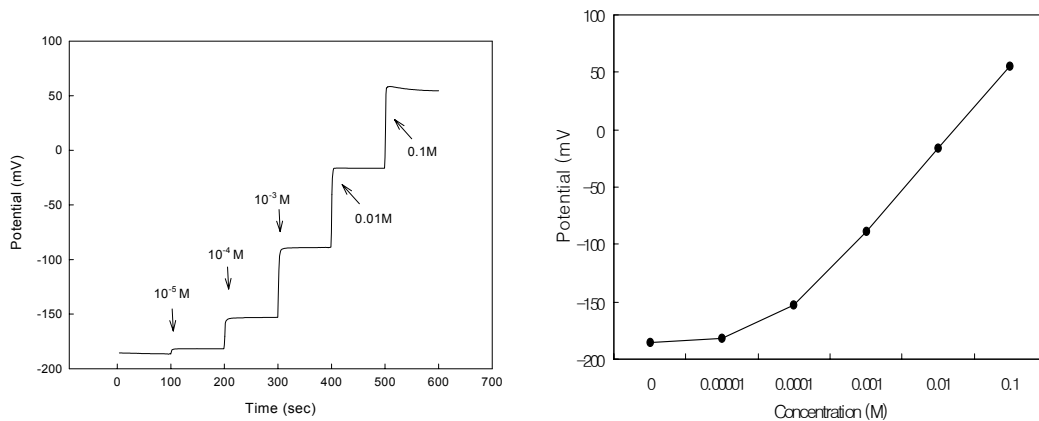 100
50
0
-50
-100
-150
-200
0 100 200 300 400 500 600 700
Potential (mV)
Time (sec)
10-5 M
10-4 M
10-3 M
0.01M
0.1M
100
50
0
-50
-100
-150
-200
0 0.00001 0.0001 0.001 0.01 0.1
Potential (mV
Concentration (M)